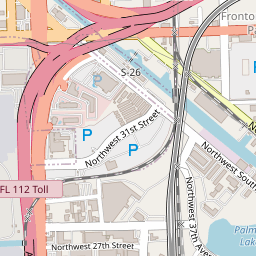 Fronto
P
S-26
P
Northwest 31st Street
P
Northwest South
FL 112 Toll
Northwest 37th Ave
Palm
Lake
Northwest 27th Street